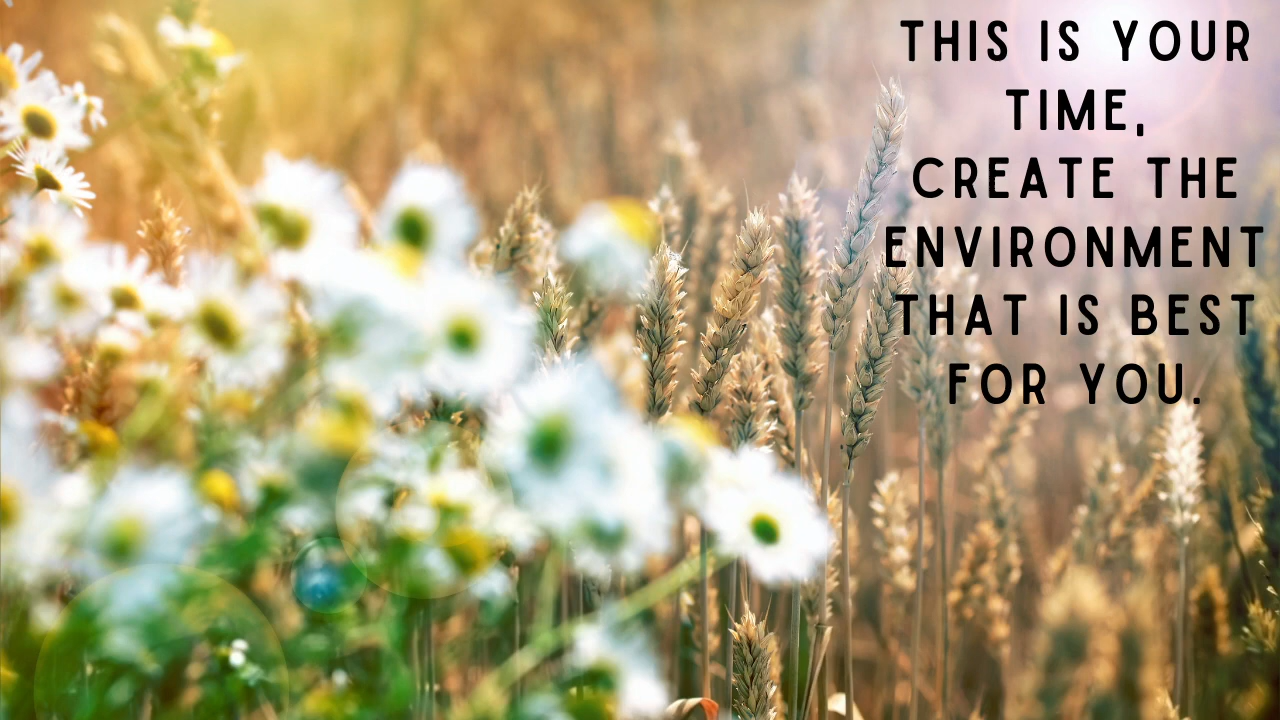 THIS IS YOUR
TIME,
CREATE THE
ENVIRONMENT
THAT IS BEST
FOR YOU.